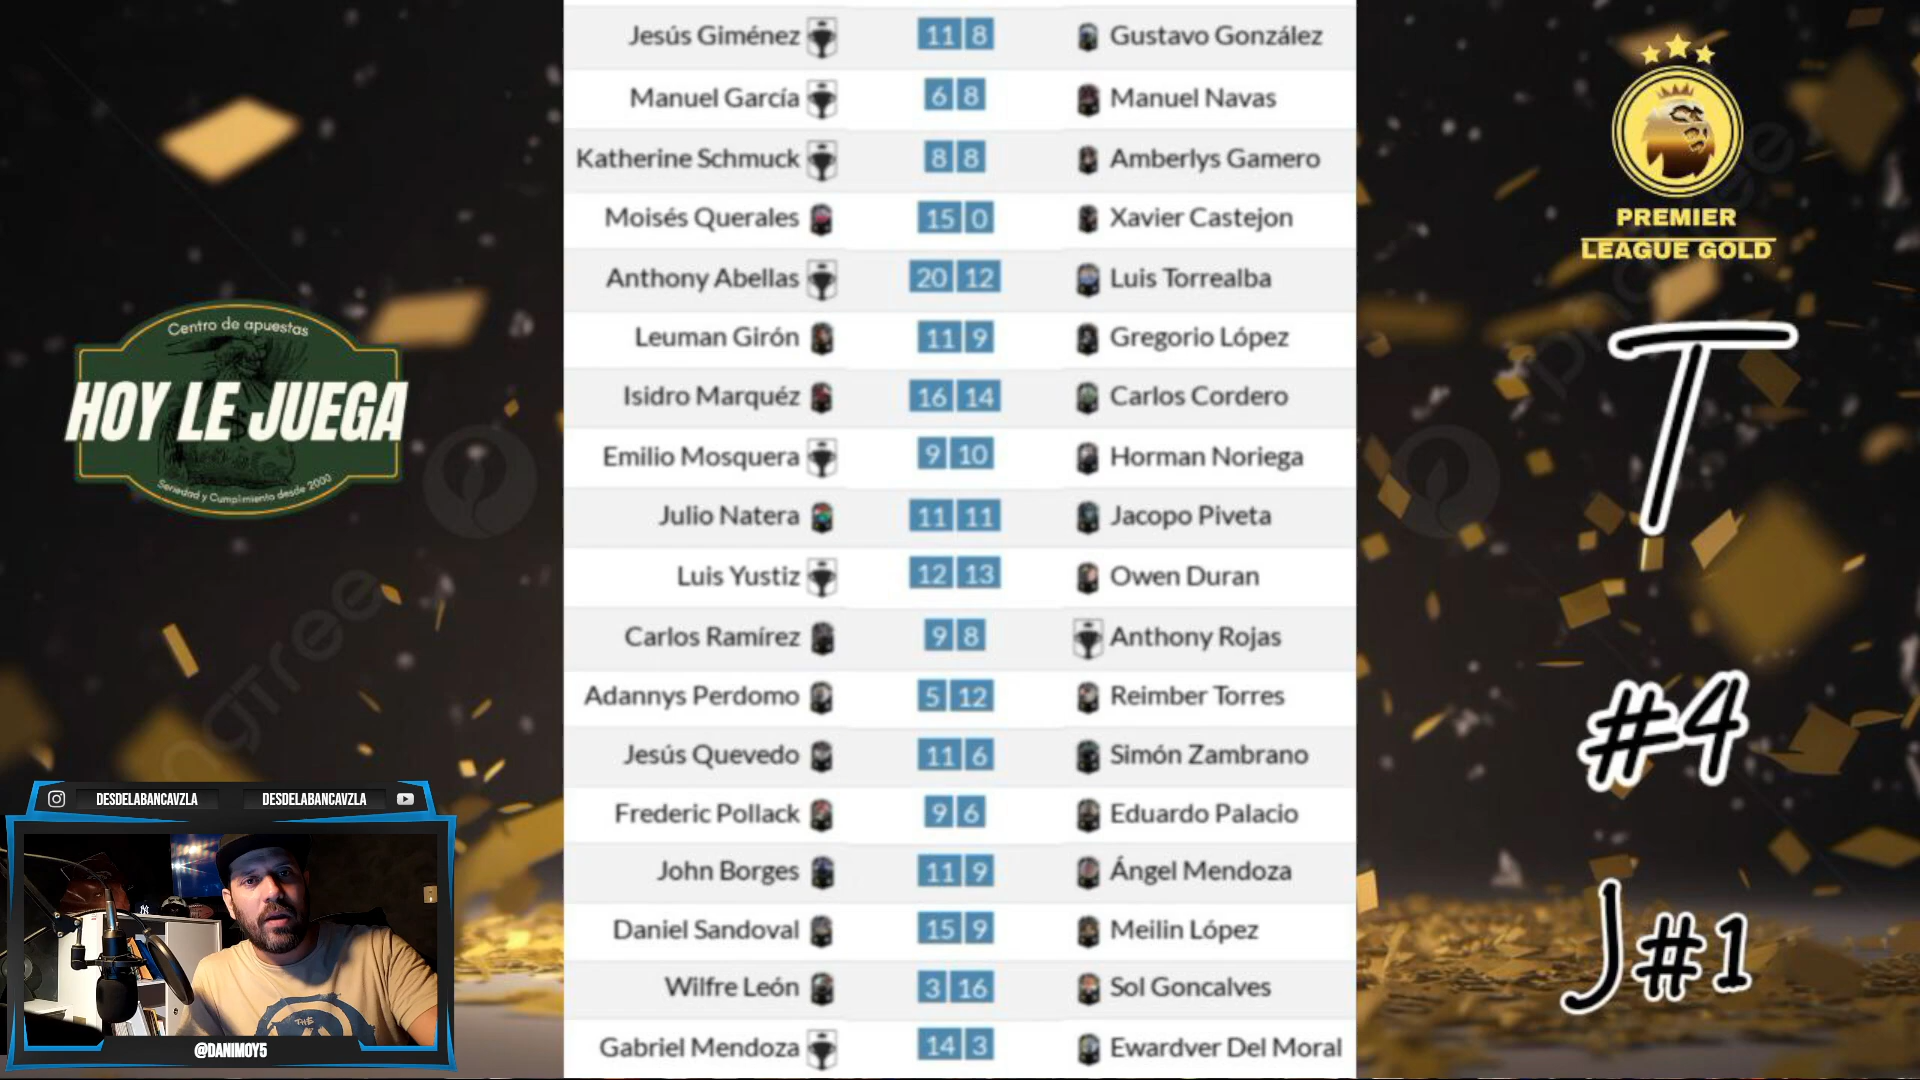 Jesús Giménez 11 8 Gustavo González
Manuel García 6 8 Manuel Navas
Katherine Schmuck 8 8 Amberlys Gamero
Moisés Querales 15 0 Xavier Castejon
Anthony Abellas 20 12 Luis Torrealba
Leuman Girón 11 9 Gregorio López
Isidro Marquéz 16 14 Carlos Cordero
Emilio Mosquera 9 10 Horman Noriega
Julio Natera 11 11 Jacopo Piveta
Luis Yustiz 12 13 Owen Duran
Carlos Ramírez 9 8 Anthony Rojas
Adannys Perdomo 5 12 Reimber Torres
Jesús Quevedo 11 6 Simón Zambrano
Frederic Pollack 9 6 Eduardo Palacio
John Borges 11 9 Ángel Mendoza
Daniel Sandoval 15 9 Meilin López
Wilfre León 3 16 Sol Goncalves
Gabriel Mendoza 14 3 Ewardver Del Moral
Centro de apuestas
HOY LE JUEGA
Seriedad y Cumplimiento desde 2000
DESDELABANCAVZLA DESDELABANCAVZLA
THE
@DANIMOY5
PREMIER
LEAGUE GOLD
T
#4
J#1